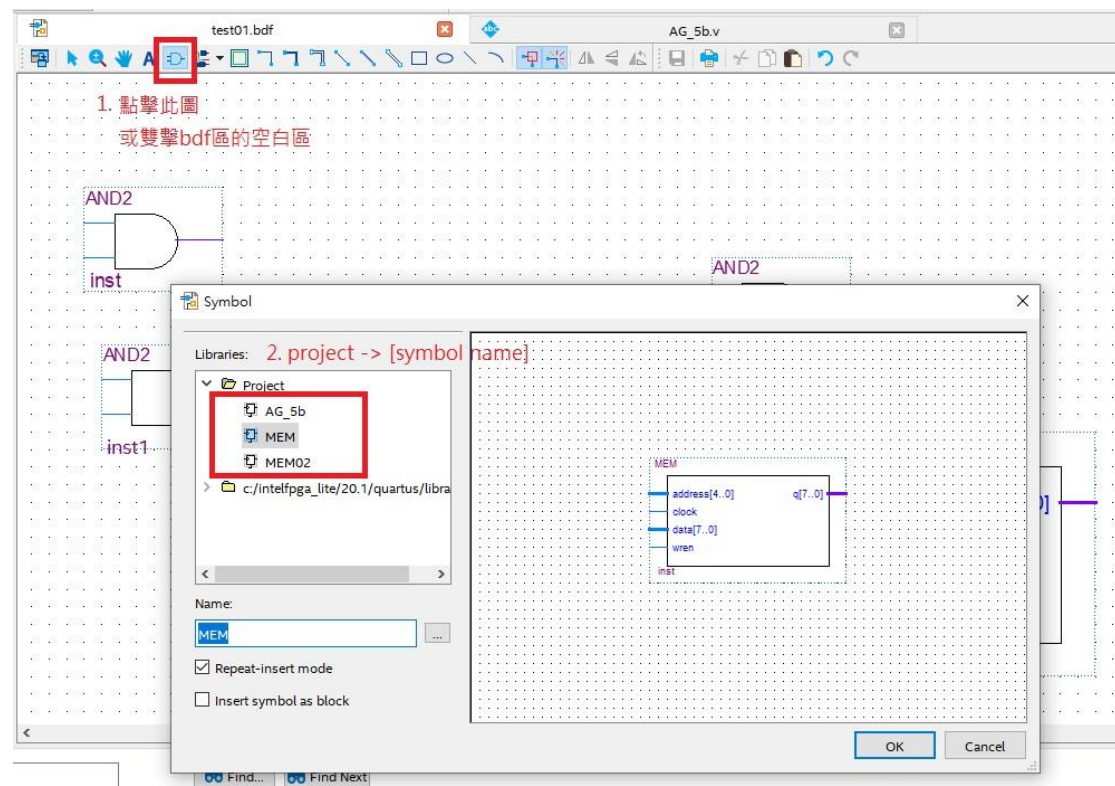 test01.bdf
abc
AG_5b.v
A
1. 點擊此圖
或雙擊bdf區的空白區
AND2
inst
AND2
Symbol
AND2
inst1
Libraries:
2. project -> [symbol name]
Project
AG_5b
MEM
MEM02
c:/intelfpga_lite/20.1/quartus/libra
MEM
address[4..0]
q[7..0]
clock
data[7..0]
wren
inst
Name:
MEM
...
Repeat-insert mode
Insert symbol as block
OK
Cancel
Find...
Find Next